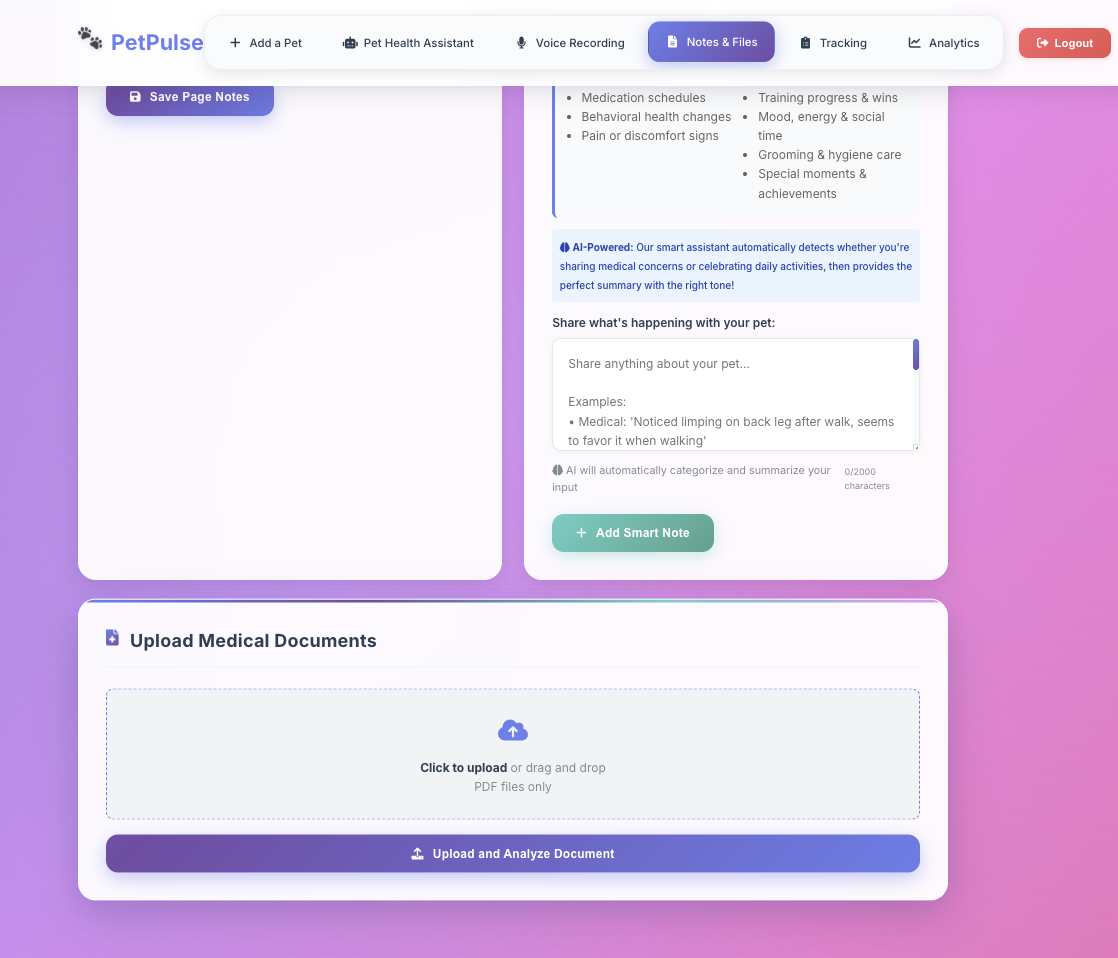 PetPulse
Add a Pet
Pet Health Assistant
Voice Recording
Notes & Files
Tracking
Analytics
Logout
Save Page Notes
• Medication schedules
• Behavioral health changes
• Pain or discomfort signs
• Training progress & wins
• Mood, energy & social
time
• Grooming & hygiene care
• Special moments &
achievements
AI-Powered: Our smart assistant automatically detects whether you're
sharing medical concerns or celebrating daily activities, then provides the
perfect summary with the right tone!
Share what's happening with your pet:
Share anything about your pet...
Examples:
• Medical: 'Noticed limping on back leg after walk, seems
to favor it when walking'
AI will automatically categorize and summarize your
input
0/2000
characters
Add Smart Note
Upload Medical Documents
Click to upload or drag and drop
PDF files only
Upload and Analyze Document